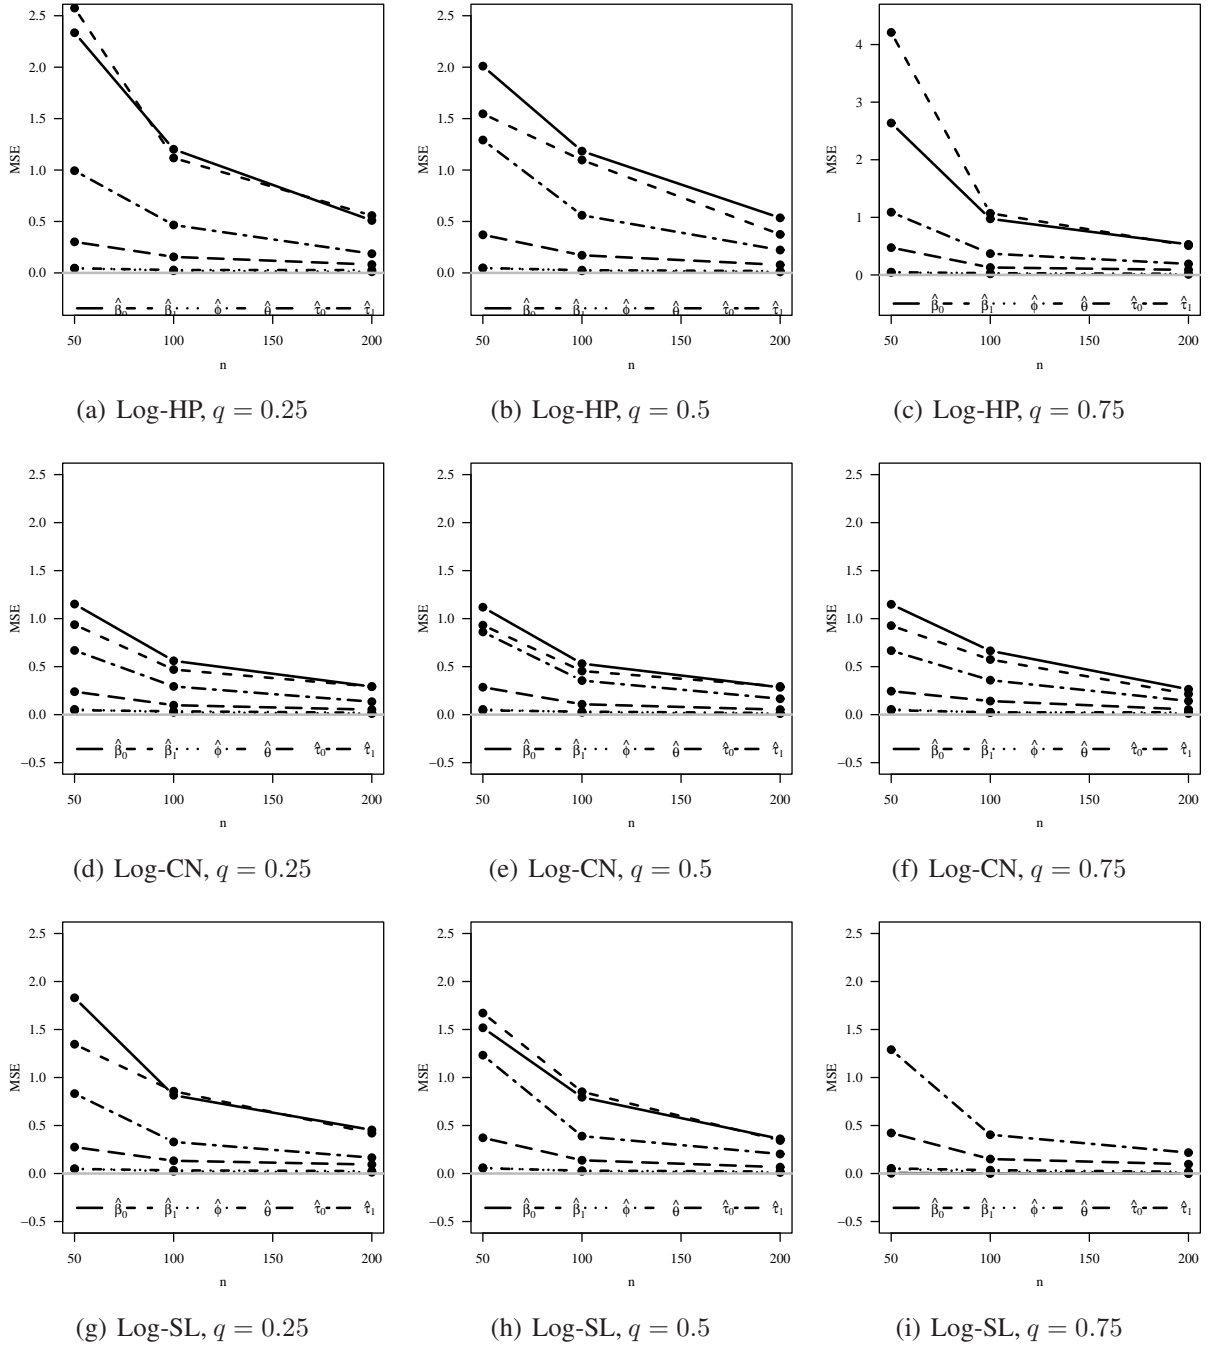 2.5 2.0 1.5 1.0 0.5 0.0
MSE
β̂0 β̂1 ϕ̂ θ̂ τ̂0 τ̂1
50 100 150 200
n
(a) Log-HP, q = 0.25
2.5 2.0 1.5 1.0 0.5 0.0
MSE
β̂0 β̂1 ϕ̂ θ̂ τ̂0 τ̂1
50 100 150 200
n
(b) Log-HP, q = 0.5
4 3 2 1 0
MSE
β̂0 β̂1 ϕ̂ θ̂ τ̂0 τ̂1
50 100 150 200
n
(c) Log-HP, q = 0.75
2.5 2.0 1.5 1.0 0.5 0.0 −0.5
MSE
β̂0 β̂1 ϕ̂ θ̂ τ̂0 τ̂1
50 100 150 200
n
(d) Log-CN, q = 0.25
2.5 2.0 1.5 1.0 0.5 0.0 −0.5
MSE
β̂0 β̂1 ϕ̂ θ̂ τ̂0 τ̂1
50 100 150 200
n
(e) Log-CN, q = 0.5
2.5 2.0 1.5 1.0 0.5 0.0 −0.5
MSE
β̂0 β̂1 ϕ̂ θ̂ τ̂0 τ̂1
50 100 150 200
n
(f) Log-CN, q = 0.75
2.5 2.0 1.5 1.0 0.5 0.0 −0.5
MSE
β̂0 β̂1 ϕ̂ θ̂ τ̂0 τ̂1
50 100 150 200
n
(g) Log-SL, q = 0.25
2.5 2.0 1.5 1.0 0.5 0.0 −0.5
MSE
β̂0 β̂1 ϕ̂ θ̂ τ̂0 τ̂1
50 100 150 200
n
(h) Log-SL, q = 0.5
2.5 2.0 1.5 1.0 0.5 0.0 −0.5
MSE
β̂0 β̂1 ϕ̂ θ̂ τ̂0 τ̂1
50 100 150 200
n
(i) Log-SL, q = 0.75